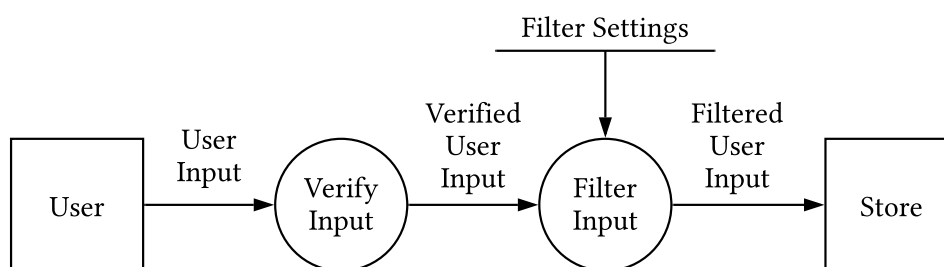 Filter Settings
User
User
Input
Verify
Input
Verified
User
Input
Filter
Input
Filtered
User
Input
Store